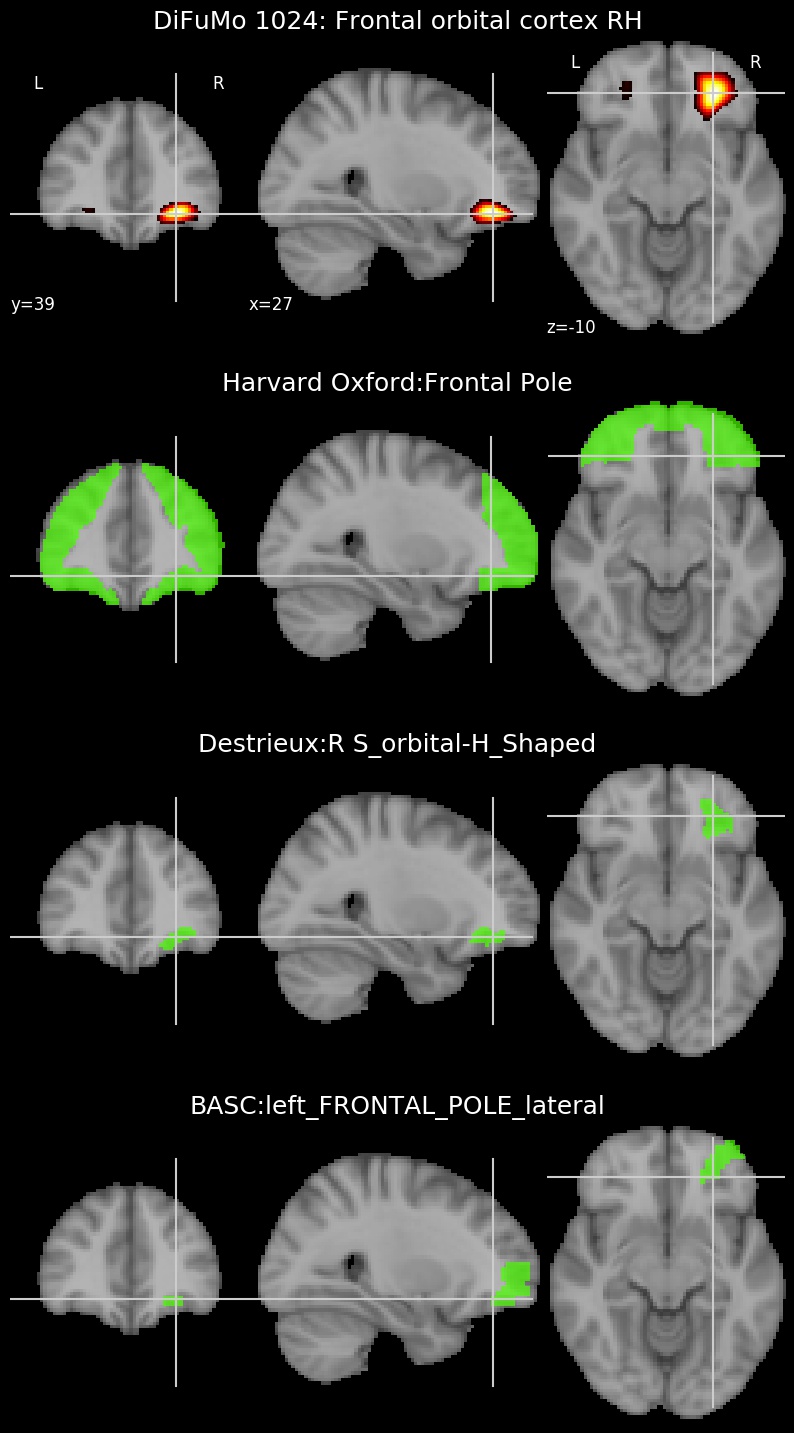 DiFuMo 1024: Frontal orbital cortex RH
L
R
L
R
y=39
x=27
z=-10
Harvard Oxford:Frontal Pole
Destrieux:R S_orbital-H_Shaped
BASC:left_FRONTAL_POLE_lateral